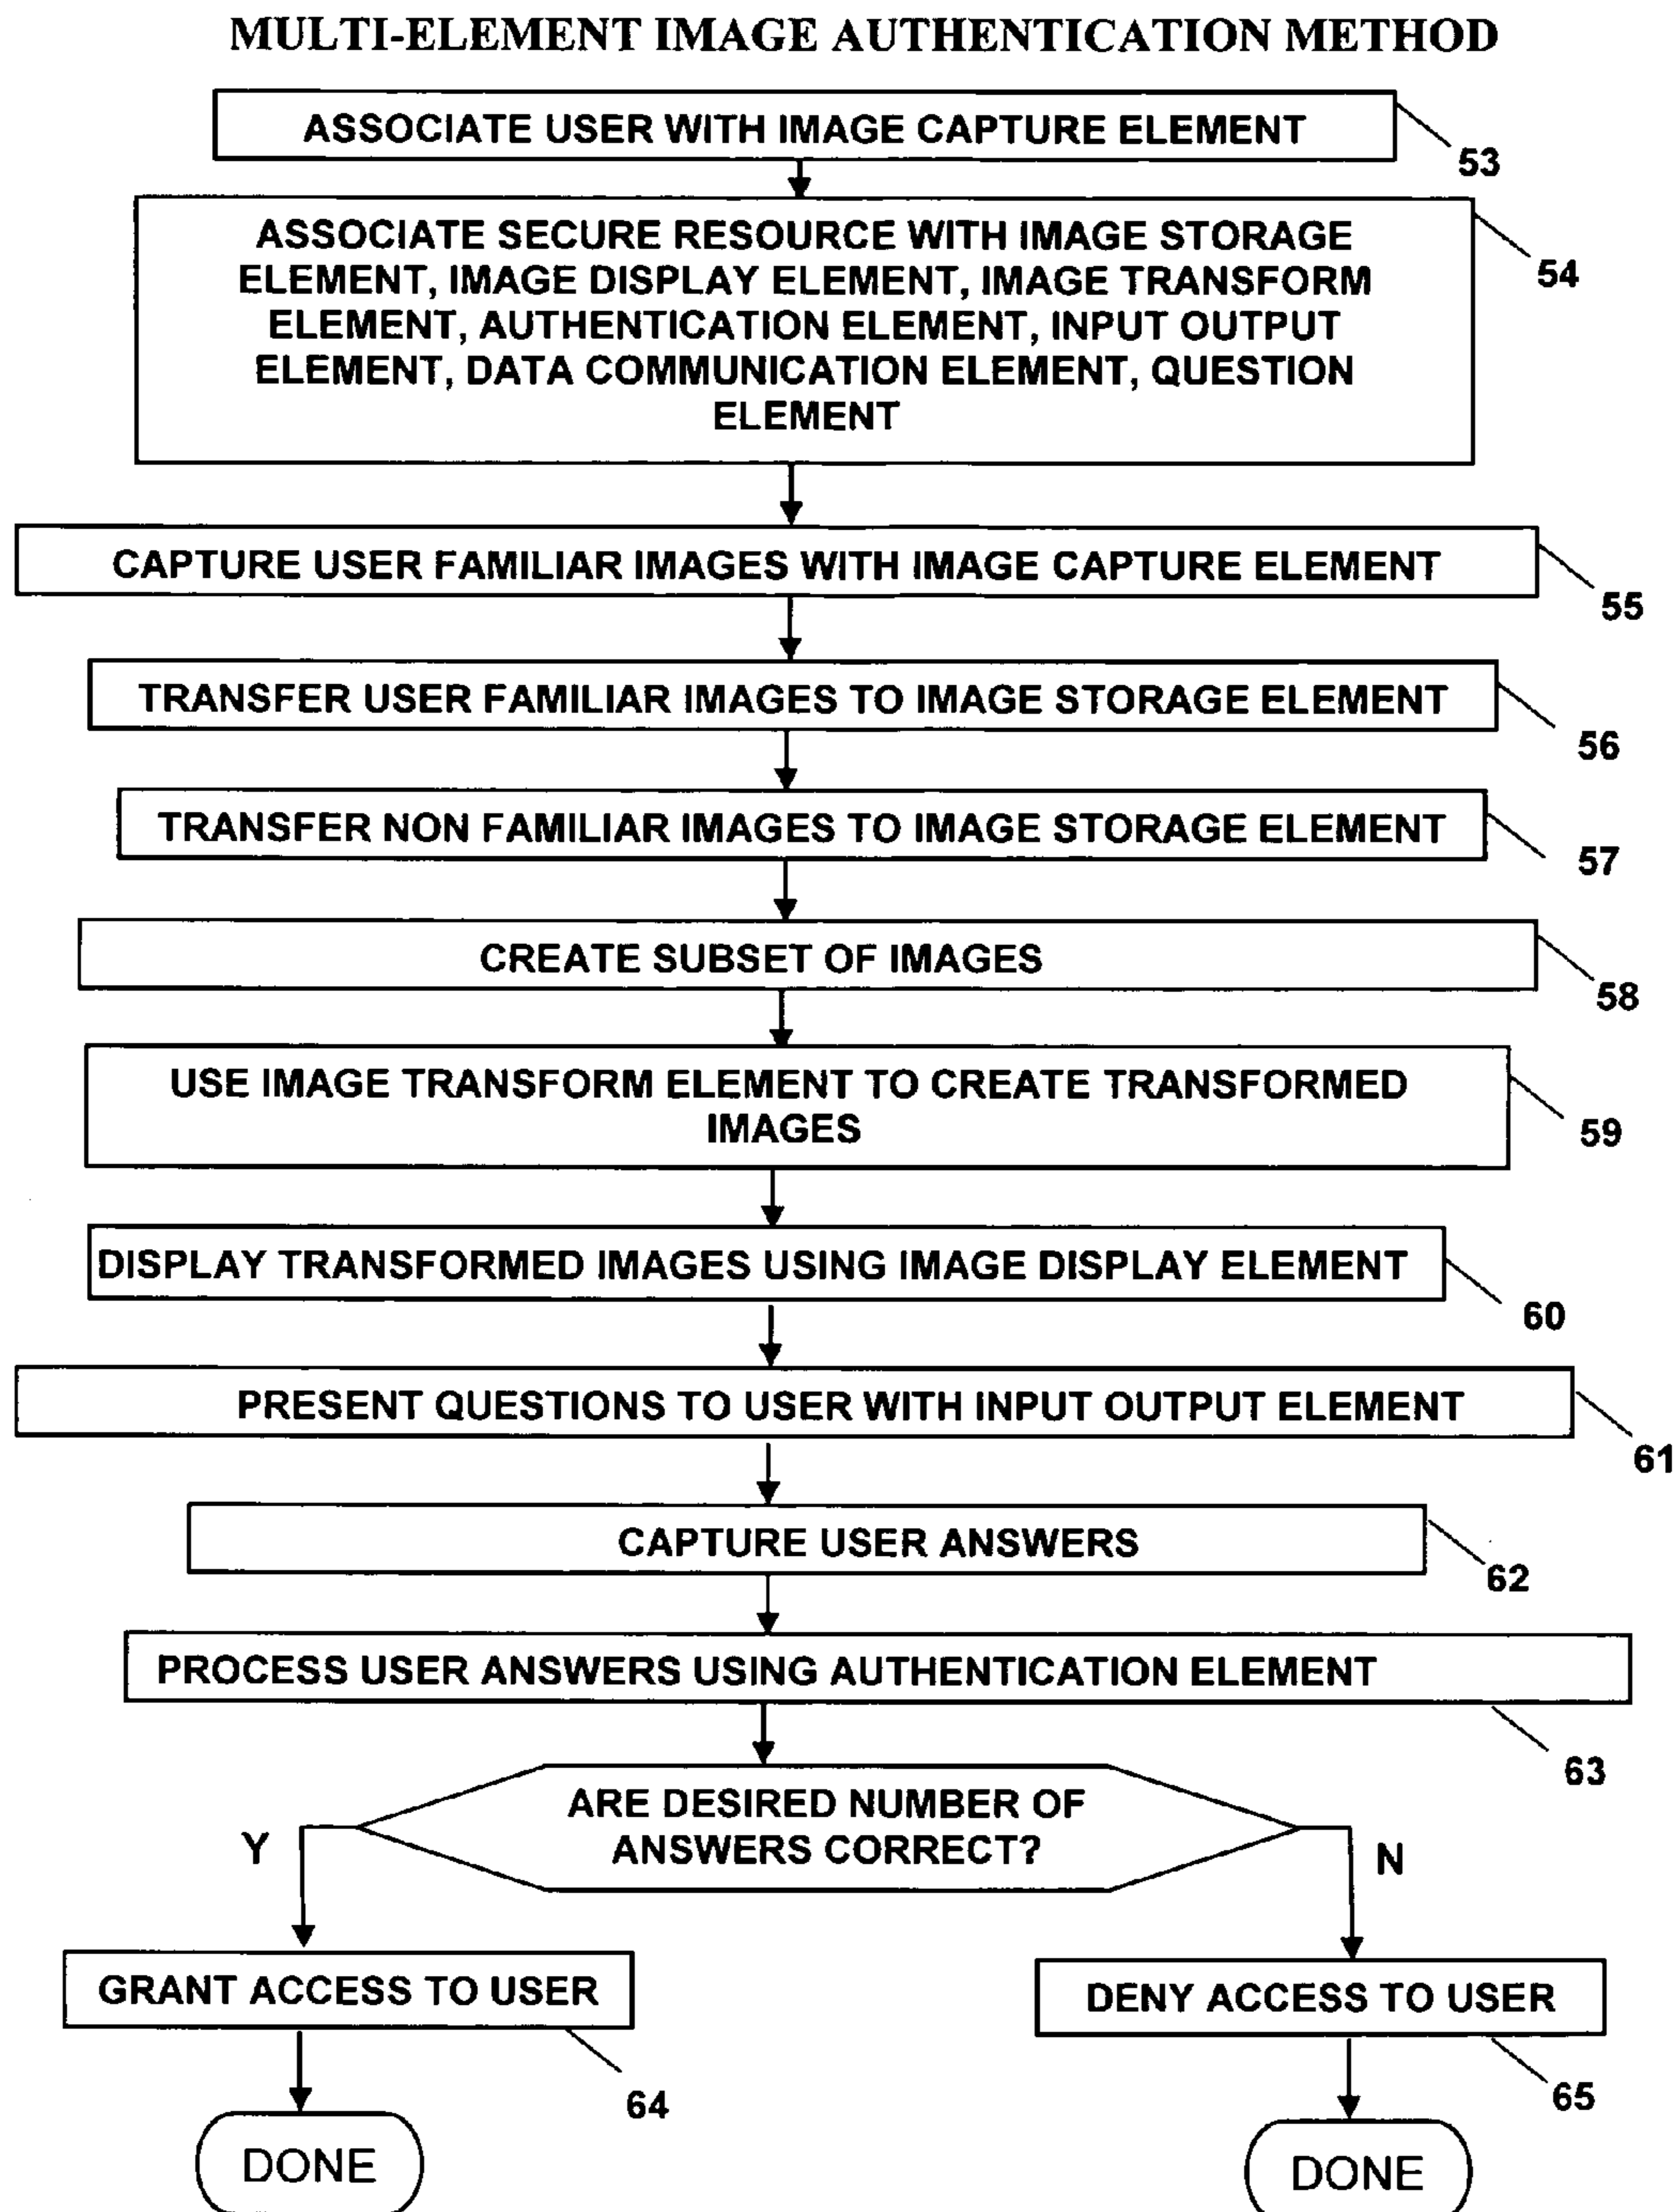 MULTI-ELEMENT IMAGE AUTHENTICATION METHOD
ASSOCIATE USER WITH IMAGE CAPTURE ELEMENT
53
ASSOCIATE SECURE RESOURCE WITH IMAGE STORAGE
ELEMENT, IMAGE DISPLAY ELEMENT, IMAGE TRANSFORM
ELEMENT, AUTHENTICATION ELEMENT, INPUT OUTPUT
ELEMENT, DATA COMMUNICATION ELEMENT, QUESTION
ELEMENT
54
CAPTURE USER FAMILIAR IMAGES WITH IMAGE CAPTURE ELEMENT
55
TRANSFER USER FAMILIAR IMAGES TO IMAGE STORAGE ELEMENT
56
TRANSFER NON FAMILIAR IMAGES TO IMAGE STORAGE ELEMENT
57
CREATE SUBSET OF IMAGES
58
USE IMAGE TRANSFORM ELEMENT TO CREATE TRANSFORMED
IMAGES
59
DISPLAY TRANSFORMED IMAGES USING IMAGE DISPLAY ELEMENT
60
PRESENT QUESTIONS TO USER WITH INPUT OUTPUT ELEMENT
61
CAPTURE USER ANSWERS
62
PROCESS USER ANSWERS USING AUTHENTICATION ELEMENT
63
ARE DESIRED NUMBER OF
ANSWERS CORRECT?
Y
N
GRANT ACCESS TO USER
64
DENY ACCESS TO USER
65
DONE
DONE